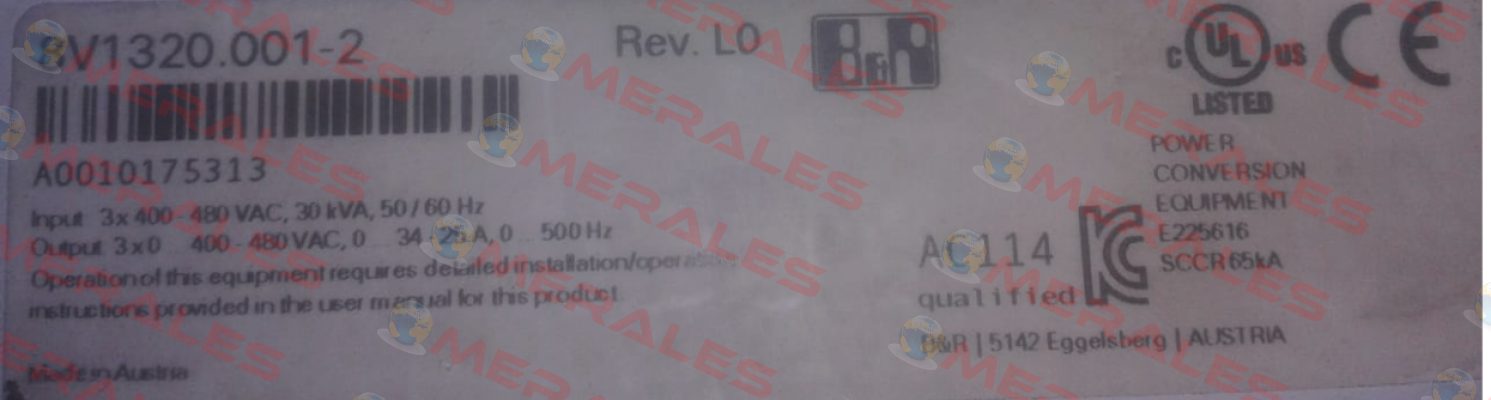 8V1320.001-2
Rev. L0
B&R
C UL US
LISTED
CE
A0010175313
Input 3x 400 - 480 VAC, 30 kVA, 50 / 60 Hz
Output 3x0 ... 400 - 480 VAC, 0 ... 34 - 25 A, 0 ... 500 Hz
Operation of this equipment requires detailed installation/operation
instructions provided in the user manual for this product.
Made in Austria
POWER
CONVERSION
EQUIPMENT
E225616
SCCR 65kA
AC114
qualified
B&R | 5142 Eggelsberg | AUSTRIA
OMERALES